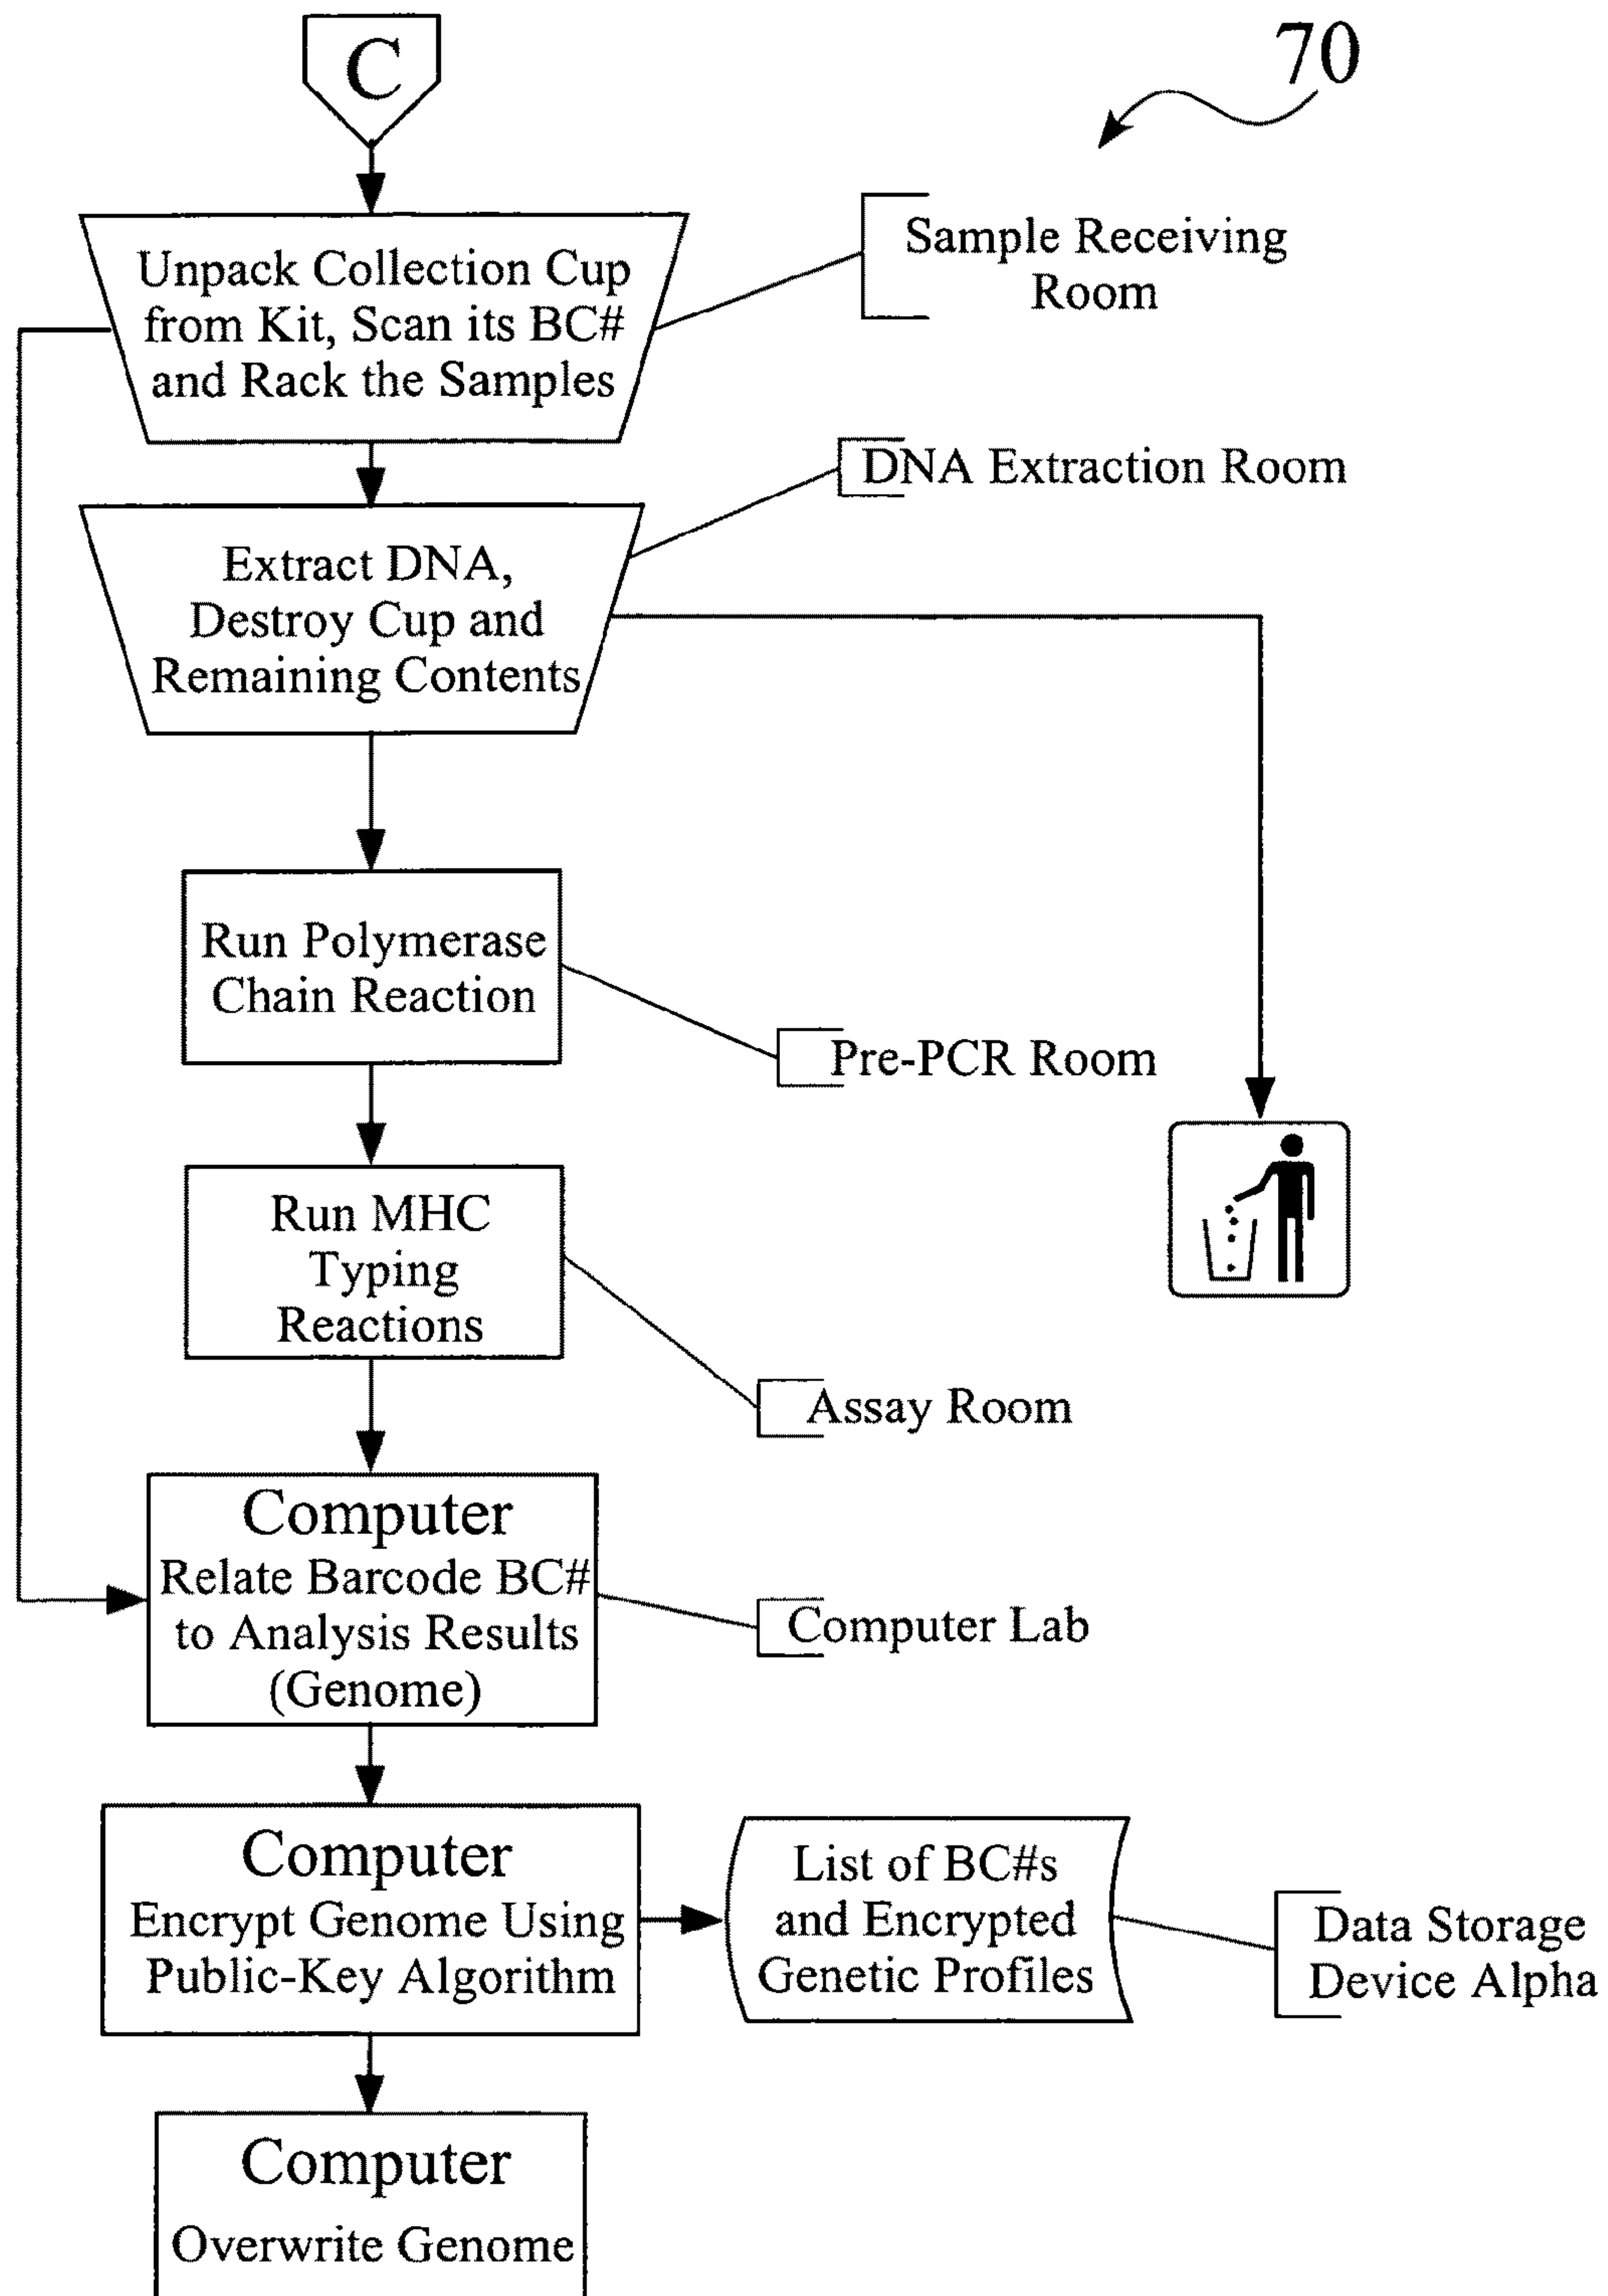 C
70
Unpack Collection Cup
from Kit, Scan its BC#
and Rack the Samples
Sample Receiving
Room
DNA Extraction Room
Extract DNA,
Destroy Cup and
Remaining Contents
Run Polymerase
Chain Reaction
Pre-PCR Room
Run MHC
Typing
Reactions
Assay Room
Computer
Relate Barcode BC#
to Analysis Results
(Genome)
Computer Lab
Computer
Encrypt Genome Using
Public-Key Algorithm
List of BC#s
and Encrypted
Genetic Profiles
Data Storage
Device Alpha
Computer
Overwrite Genome